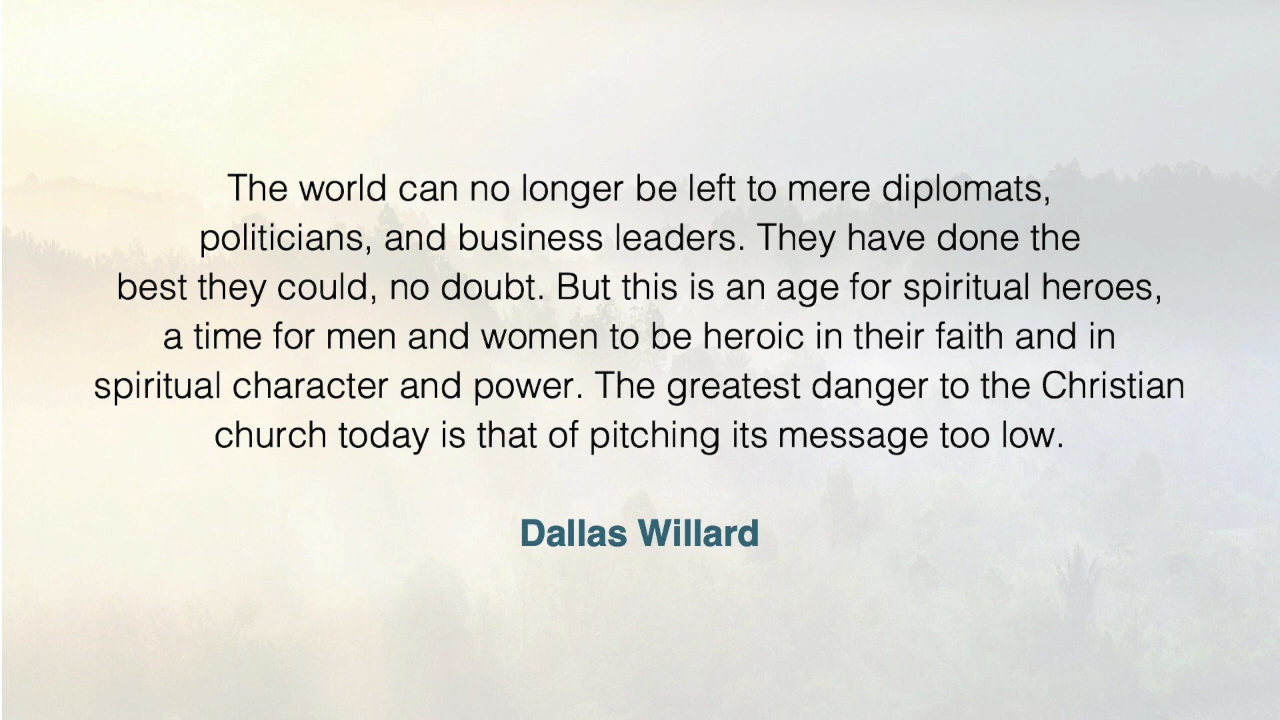 The world can no longer be left to mere diplomats,
politicians, and business leaders. They have done the
best they could, no doubt. But this is an age for spiritual heroes,
a time for men and women to be heroic in their faith and in
spiritual character and power. The greatest danger to the Christian
church today is that of pitching its message too low.
Dallas Willard